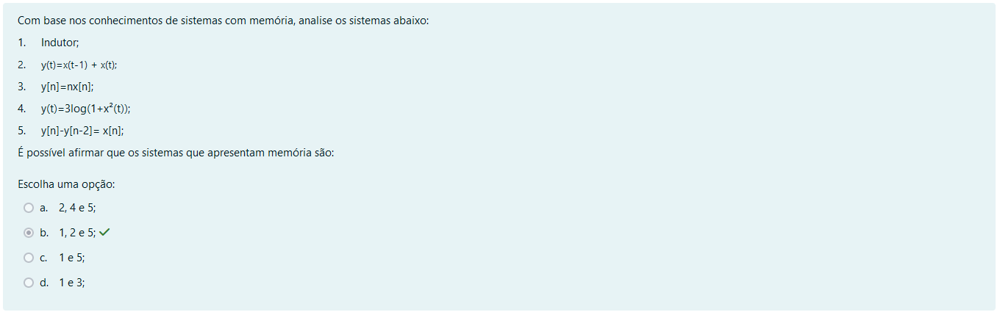 Com base nos conhecimentos de sistemas com memória, analise os sistemas abaixo:
1. Indutor;
2. y(t)=x(t-1) + x(t);
3. y[n]=nx[n];
4. y(t)=3log(1+x²(t));
5. y[n]-y[n-2]= x[n];
É possível afirmar que os sistemas que apresentam memória são:
Escolha uma opção:
a. 2, 4 e 5;
b. 1, 2 e 5; ✓
c. 1 e 5;
d. 1 e 3;